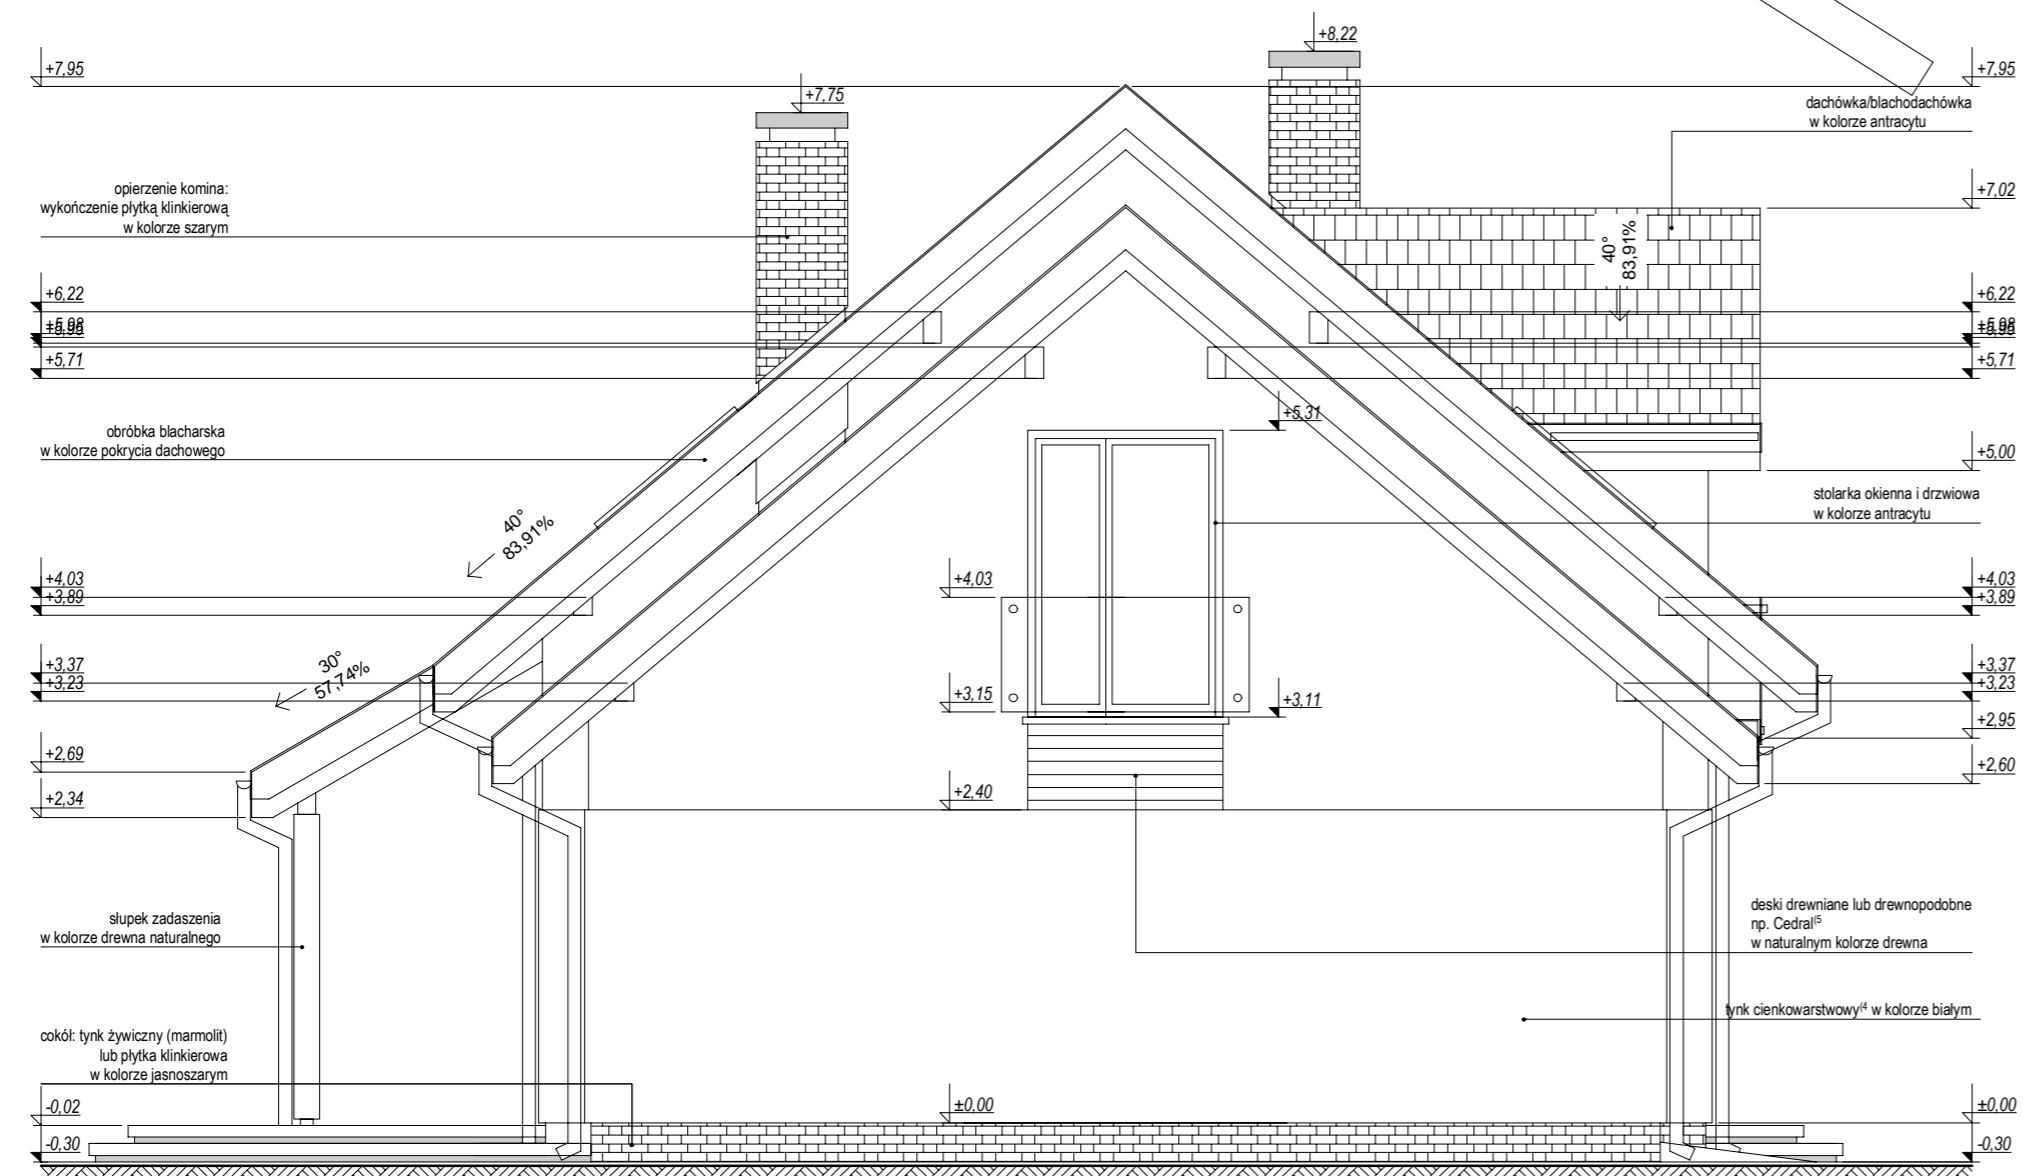 +8,22
+7,95
+7,95
+7,75
dachówka/blachodachówka
w kolorze antracytu
opierzenie komina:
wykończenie płytką klinkierową
w kolorze szarym
+7,02
40°
83,91%
+6,22
+6,22
+5,98
+5,98
+5,71
+5,71
+5,31
obróbka blacharska
w kolorze pokrycia dachowego
+5,00
stolarka okienna i drzwiowa
w kolorze antracytu
40°
83,91%
+4,03
+3,89
+4,03
+4,03
+3,89
30°
57,74%
+3,37
+3,23
+3,15
+3,11
+3,37
+3,23
+2,95
+2,69
+2,34
+2,40
+2,60
słupek zadaszenia
w kolorze drewna naturalnego
deski drewniane lub drewnopodobne
np. Cedral⁽⁵
w naturalnym kolorze drewna
tynk cienkowarstwowy⁽⁴ w kolorze białym
cokół: tynk żywiczny (marmolit)
lub płytka klinkierowa
w kolorze jasnoszarym
-0,02
±0,00
±0,00
-0,30
-0,30